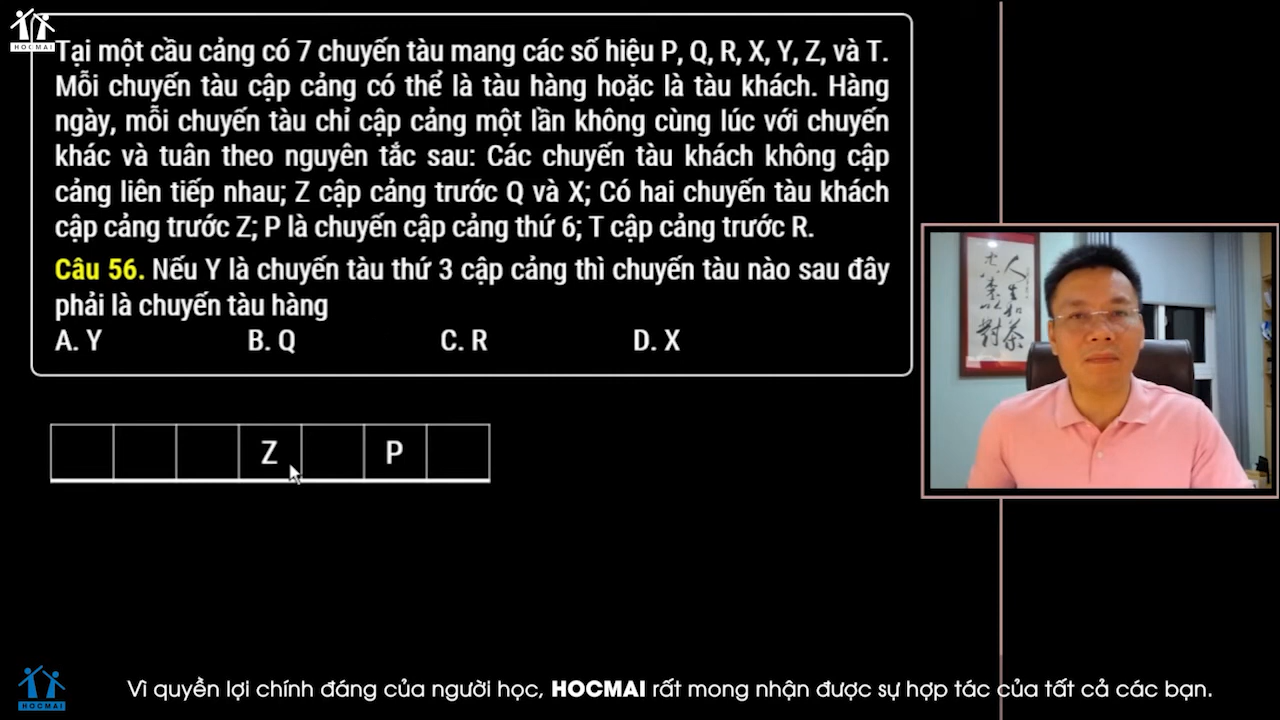 HOCMAI
Tại một cầu cảng có 7 chuyến tàu mang các số hiệu P, Q, R, X, Y, Z, và T.
Mỗi chuyến tàu cập cảng có thể là tàu hàng hoặc là tàu khách. Hàng
ngày, mỗi chuyến tàu chỉ cập cảng một lần không cùng lúc với chuyến
khác và tuân theo nguyên tắc sau: Các chuyến tàu khách không cập
cảng liên tiếp nhau; Z cập cảng trước Q và X; Có hai chuyến tàu khách
cập cảng trước Z; P là chuyến cập cảng thứ 6; T cập cảng trước R.
Câu 56. Nếu Y là chuyến tàu thứ 3 cập cảng thì chuyến tàu nào sau đây
phải là chuyến tàu hàng
A. Y B. Q C. R D. X
Z P
HOCMAI
Vì quyền lợi chính đáng của người học, HOCMAI rất mong nhận được sự hợp tác của tất cả các bạn.